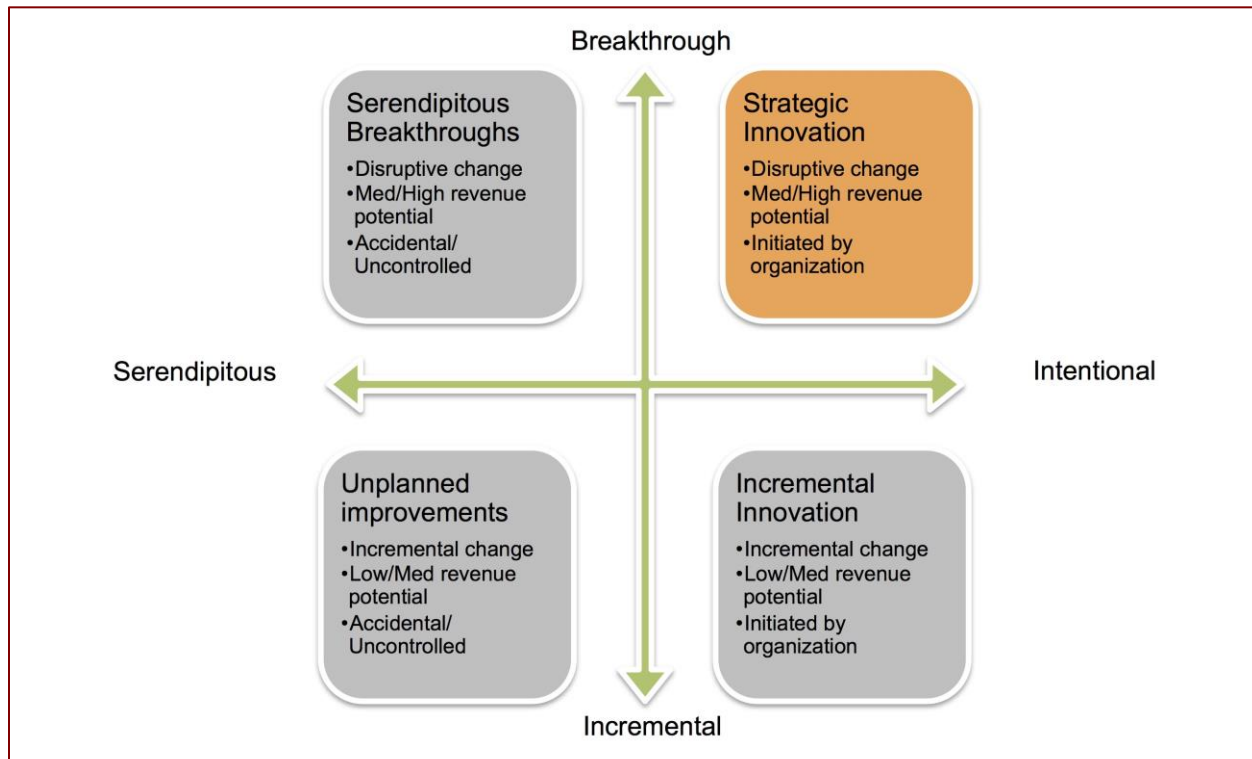 Breakthrough
Serendipitous
Breakthroughs
•Disruptive change
•Med/High revenue
potential
•Accidental/
Uncontrolled
Strategic
Innovation
•Disruptive change
•Med/High revenue
potential
•Initiated by
organization
Serendipitous
Intentional
Unplanned
improvements
•Incremental change
•Low/Med revenue
potential
•Accidental/
Uncontrolled
Incremental
Innovation
•Incremental change
•Low/Med revenue
potential
•Initiated by
organization
Incremental